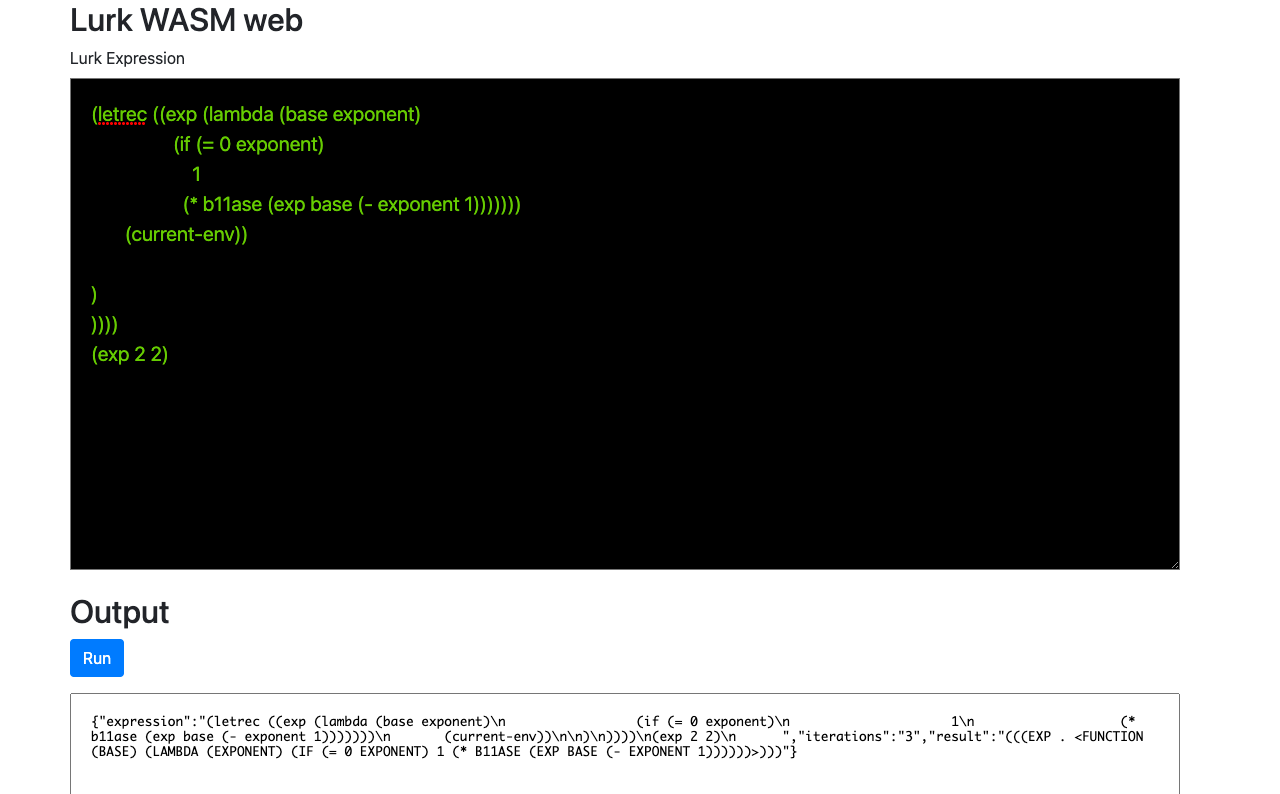 Lurk WASM web
Lurk Expression
(letrec ((exp (lambda (base exponent)
(if (= 0 exponent)
1
(* b11ase (exp base (- exponent 1)))))))
(current-env))
)
))))
(exp 2 2)
Output
Run
{"expression":"(letrec ((exp (lambda (base exponent)\n                (if (= 0 exponent)\n                    1\n                  (*
b11ase (exp base (- exponent 1)))))))\n       (current-env))\n\n)\n))))\n(exp 2 2)\n      ","iterations":"3","result":"(((EXP . <FUNCTION
(BASE) (LAMBDA (EXPONENT) (IF (= 0 EXPONENT) 1 (* B11ASE (EXP BASE (- EXPONENT 1))))))>)))"}